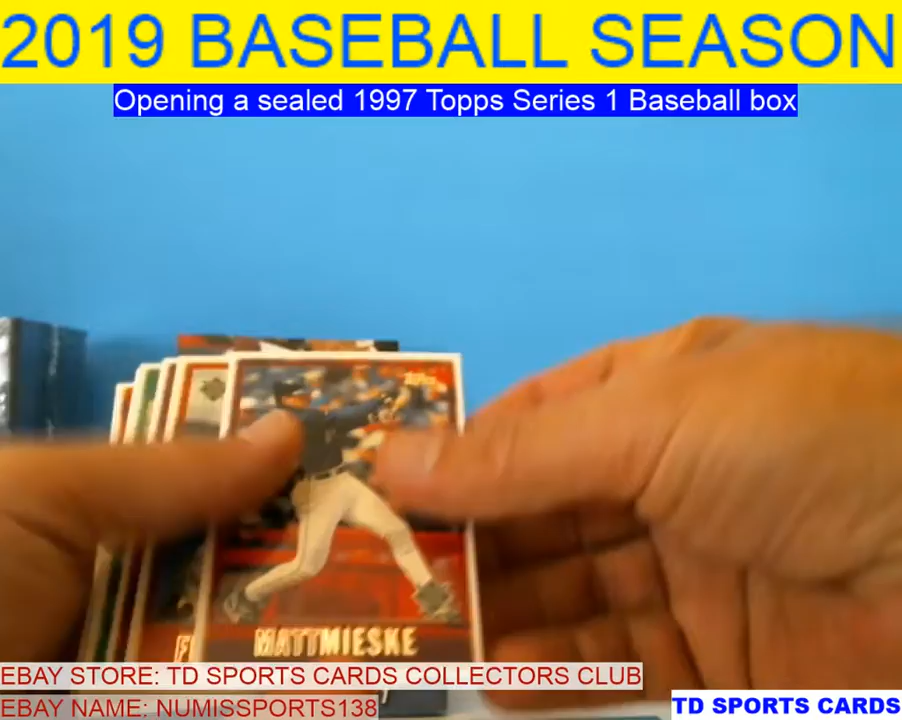 2019 BASEBALL SEASON
Opening a sealed 1997 Topps Series 1 Baseball box
MATT MIESKE
EBAY STORE: TD SPORTS CARDS COLLECTORS CLUB
EBAY NAME: NUMISSPORTS138
TD SPORTS CARDS